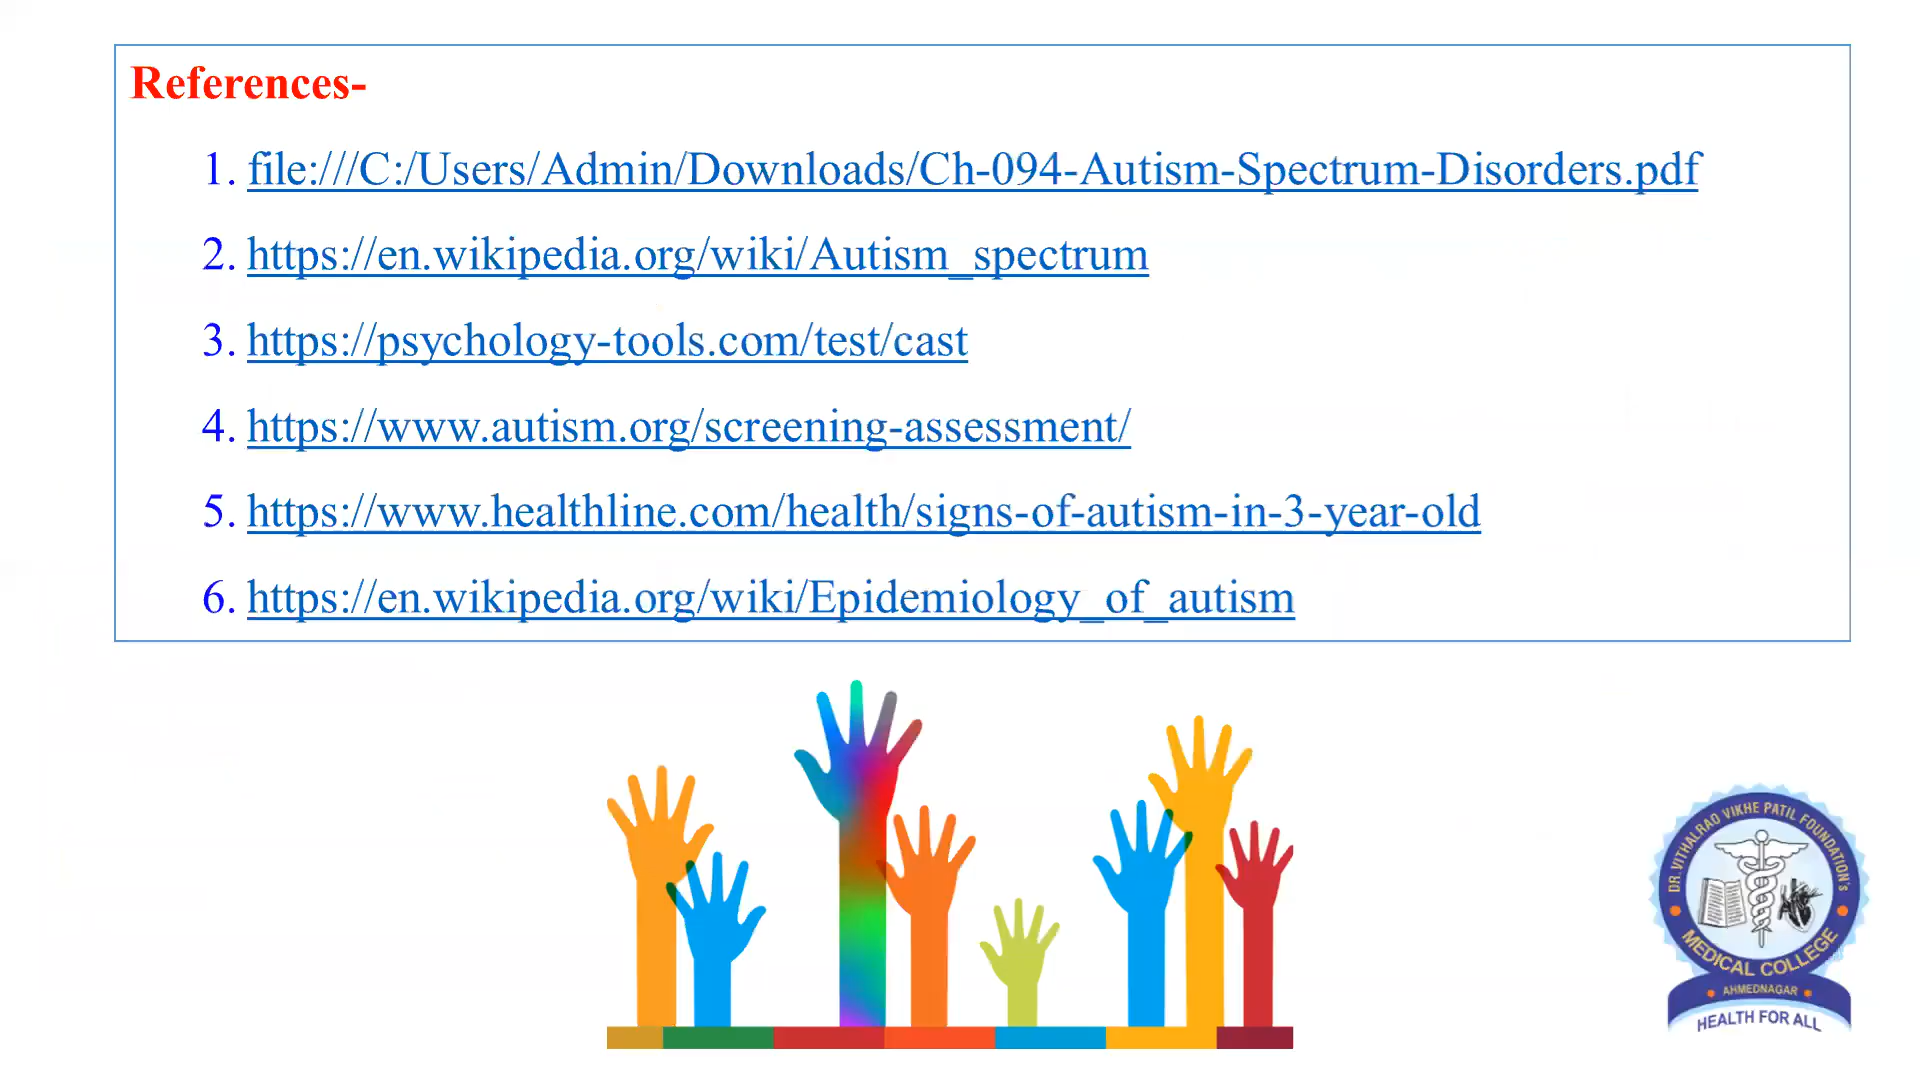 References-
1. file:///C:/Users/Admin/Downloads/Ch-094-Autism-Spectrum-Disorders.pdf
2. https://en.wikipedia.org/wiki/Autism_spectrum
3. https://psychology-tools.com/test/cast
4. https://www.autism.org/screening-assessment/
5. https://www.healthline.com/health/signs-of-autism-in-3-year-old
6. https://en.wikipedia.org/wiki/Epidemiology_of_autism
DR. VITHALRAO VIKHE PATIL FOUNDATION's
MEDICAL COLLEGE
AHMEDNAGAR
HEALTH FOR ALL